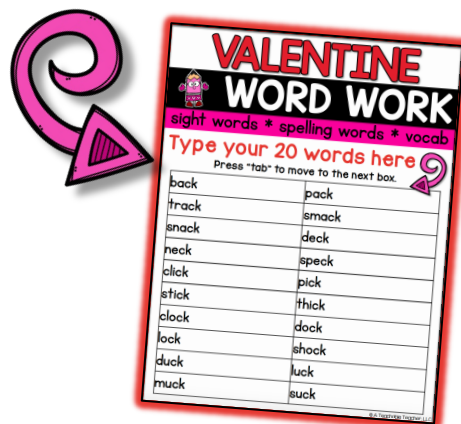 VALENTINE
WORD WORK
sight words * spelling words * vocab
Type your 20 words here
Press "tab" to move to the next box.
back pack
track smack
snack deck
neck speck
click pick
stick thick
clock dock
lock shock
duck luck
muck suck
©A Teachable Teacher, LLC